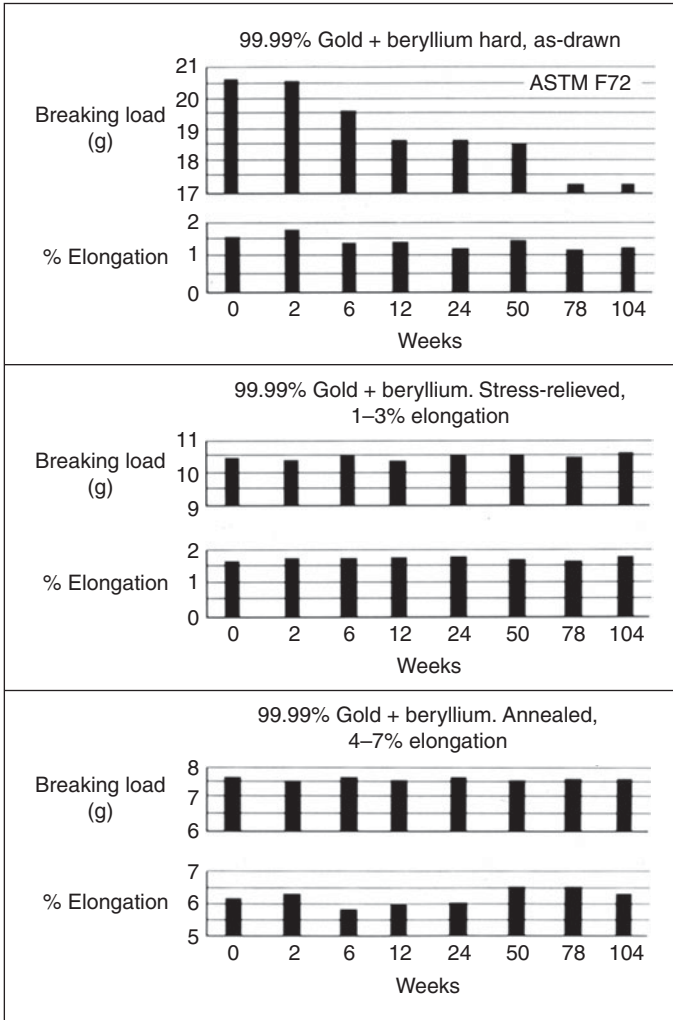 99.99% Gold + beryllium hard, as-drawn
ASTM F72
Breaking load
(g)
21
20
19
18
17
% Elongation
2
1
0
0 2 6 12 24 50 78 104
Weeks
99.99% Gold + beryllium. Stress-relieved,
1–3% elongation
Breaking load
(g)
11
10
9
% Elongation
2
1
0
0 2 6 12 24 50 78 104
Weeks
99.99% Gold + beryllium. Annealed,
4–7% elongation
Breaking load
(g)
8
7
6
% Elongation
7
6
5
0 2 6 12 24 50 78 104
Weeks